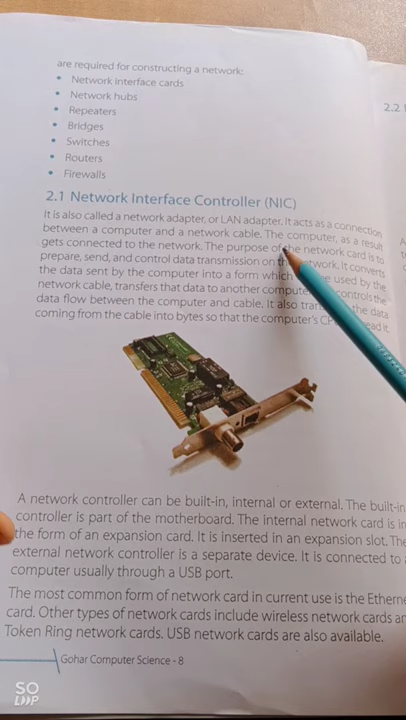 are required for constructing a network:
• Network interface cards
• Network hubs
• Repeaters
• Bridges
• Switches
• Routers
• Firewalls
2.2
2.1 Network Interface Controller (NIC)
It is also called a network adapter, or LAN adapter. It acts as a connection
between a computer and a network cable. The computer, as a result
gets connected to the network. The purpose of the network card is to
prepare, send, and control data transmission on the network. It converts
the data sent by the computer into a form which used by the
network cable, transfers that data to another controls the
data flow between the computer and cable. It also the data
coming from the cable into bytes so that the computer's
A network controller can be built-in, internal or external. The built-in
controller is part of the motherboard. The internal network card is in
the form of an expansion card. It is inserted in an expansion slot. The
external network controller is a separate device. It is connected to
computer usually through a USB port.
The most common form of network card in current use is the
card. Other types of network cards include wireless network cards
Token Ring network cards. USB network cards are also available.
Gohar Computer Science - 8
SO
LOOP